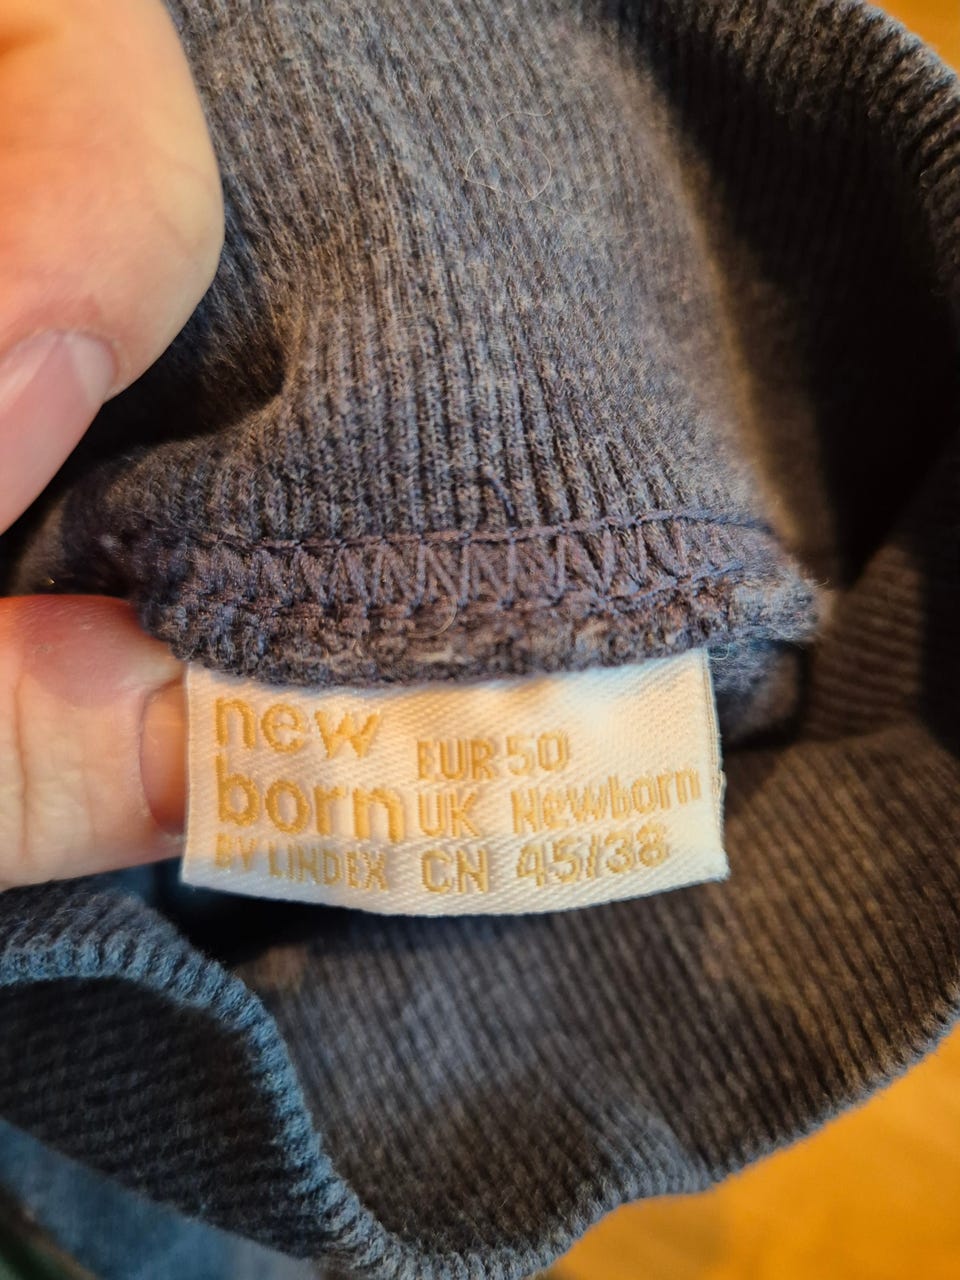 new
born
BY LINDEX
EUR 50
UK Newborn
CN 45/38